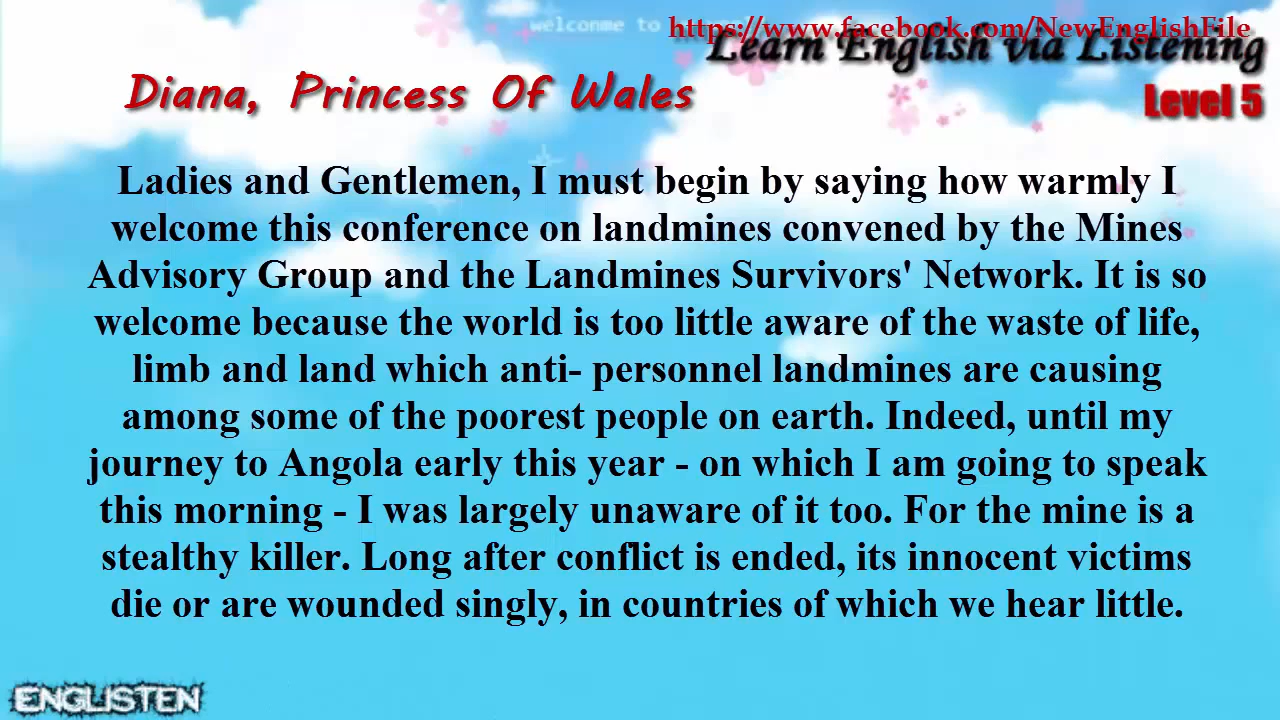 welconme to
https://www.facebook.com/NewEnglishFile
Learn English via Listening
Diana, Princess Of Wales
Level 5
Ladies and Gentlemen, I must begin by saying how warmly I
welcome this conference on landmines convened by the Mines
Advisory Group and the Landmines Survivors' Network. It is so
welcome because the world is too little aware of the waste of life,
limb and land which anti- personnel landmines are causing
among some of the poorest people on earth. Indeed, until my
journey to Angola early this year - on which I am going to speak
this morning - I was largely unaware of it too. For the mine is a
stealthy killer. Long after conflict is ended, its innocent victims
die or are wounded singly, in countries of which we hear little.
ENGLISTEN